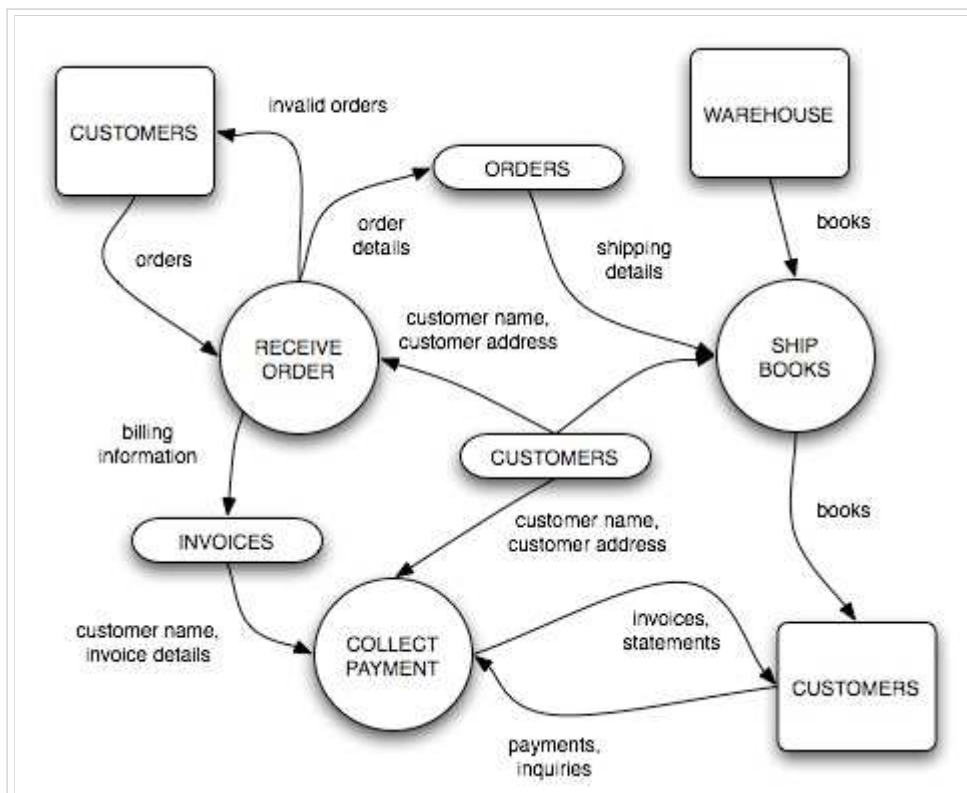 CUSTOMERS
invalid orders
WAREHOUSE
ORDERS
order
details
books
orders
shipping
details
customer name,
customer address
RECEIVE
ORDER
SHIP
BOOKS
billing
information
CUSTOMERS
books
customer name,
customer address
INVOICES
customer name,
invoice details
COLLECT
PAYMENT
invoices,
statements
CUSTOMERS
payments,
inquiries